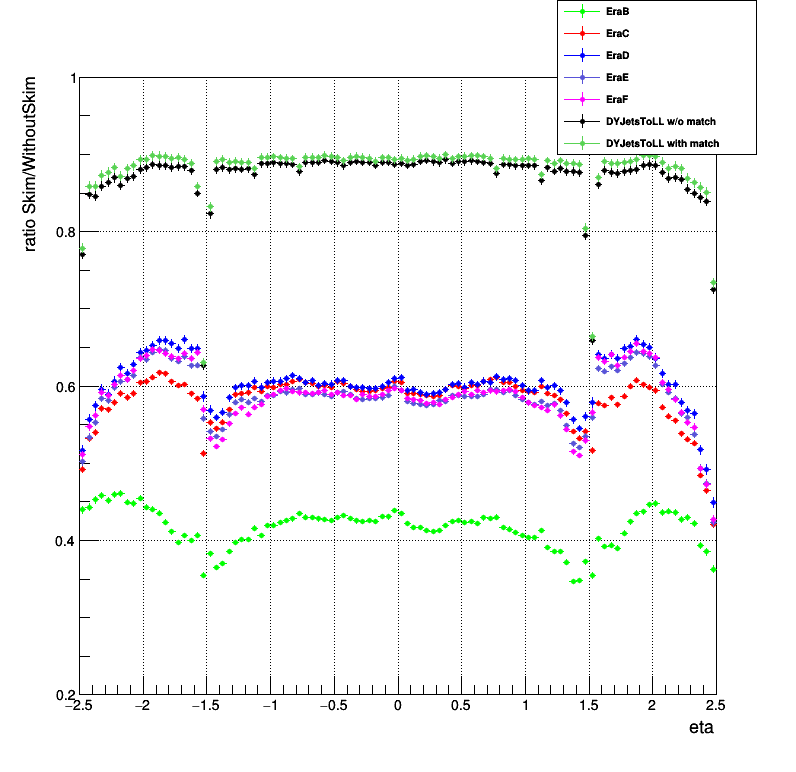 EraB
EraC
EraD
EraE
EraF
DYJetsToLL w/o match
DYJetsToLL with match
ratio Skim/WithoutSkim
1
0.8
0.6
0.4
0.2
−2.5 −2 −1.5 −1 −0.5 0 0.5 1 1.5 2 2.5
eta